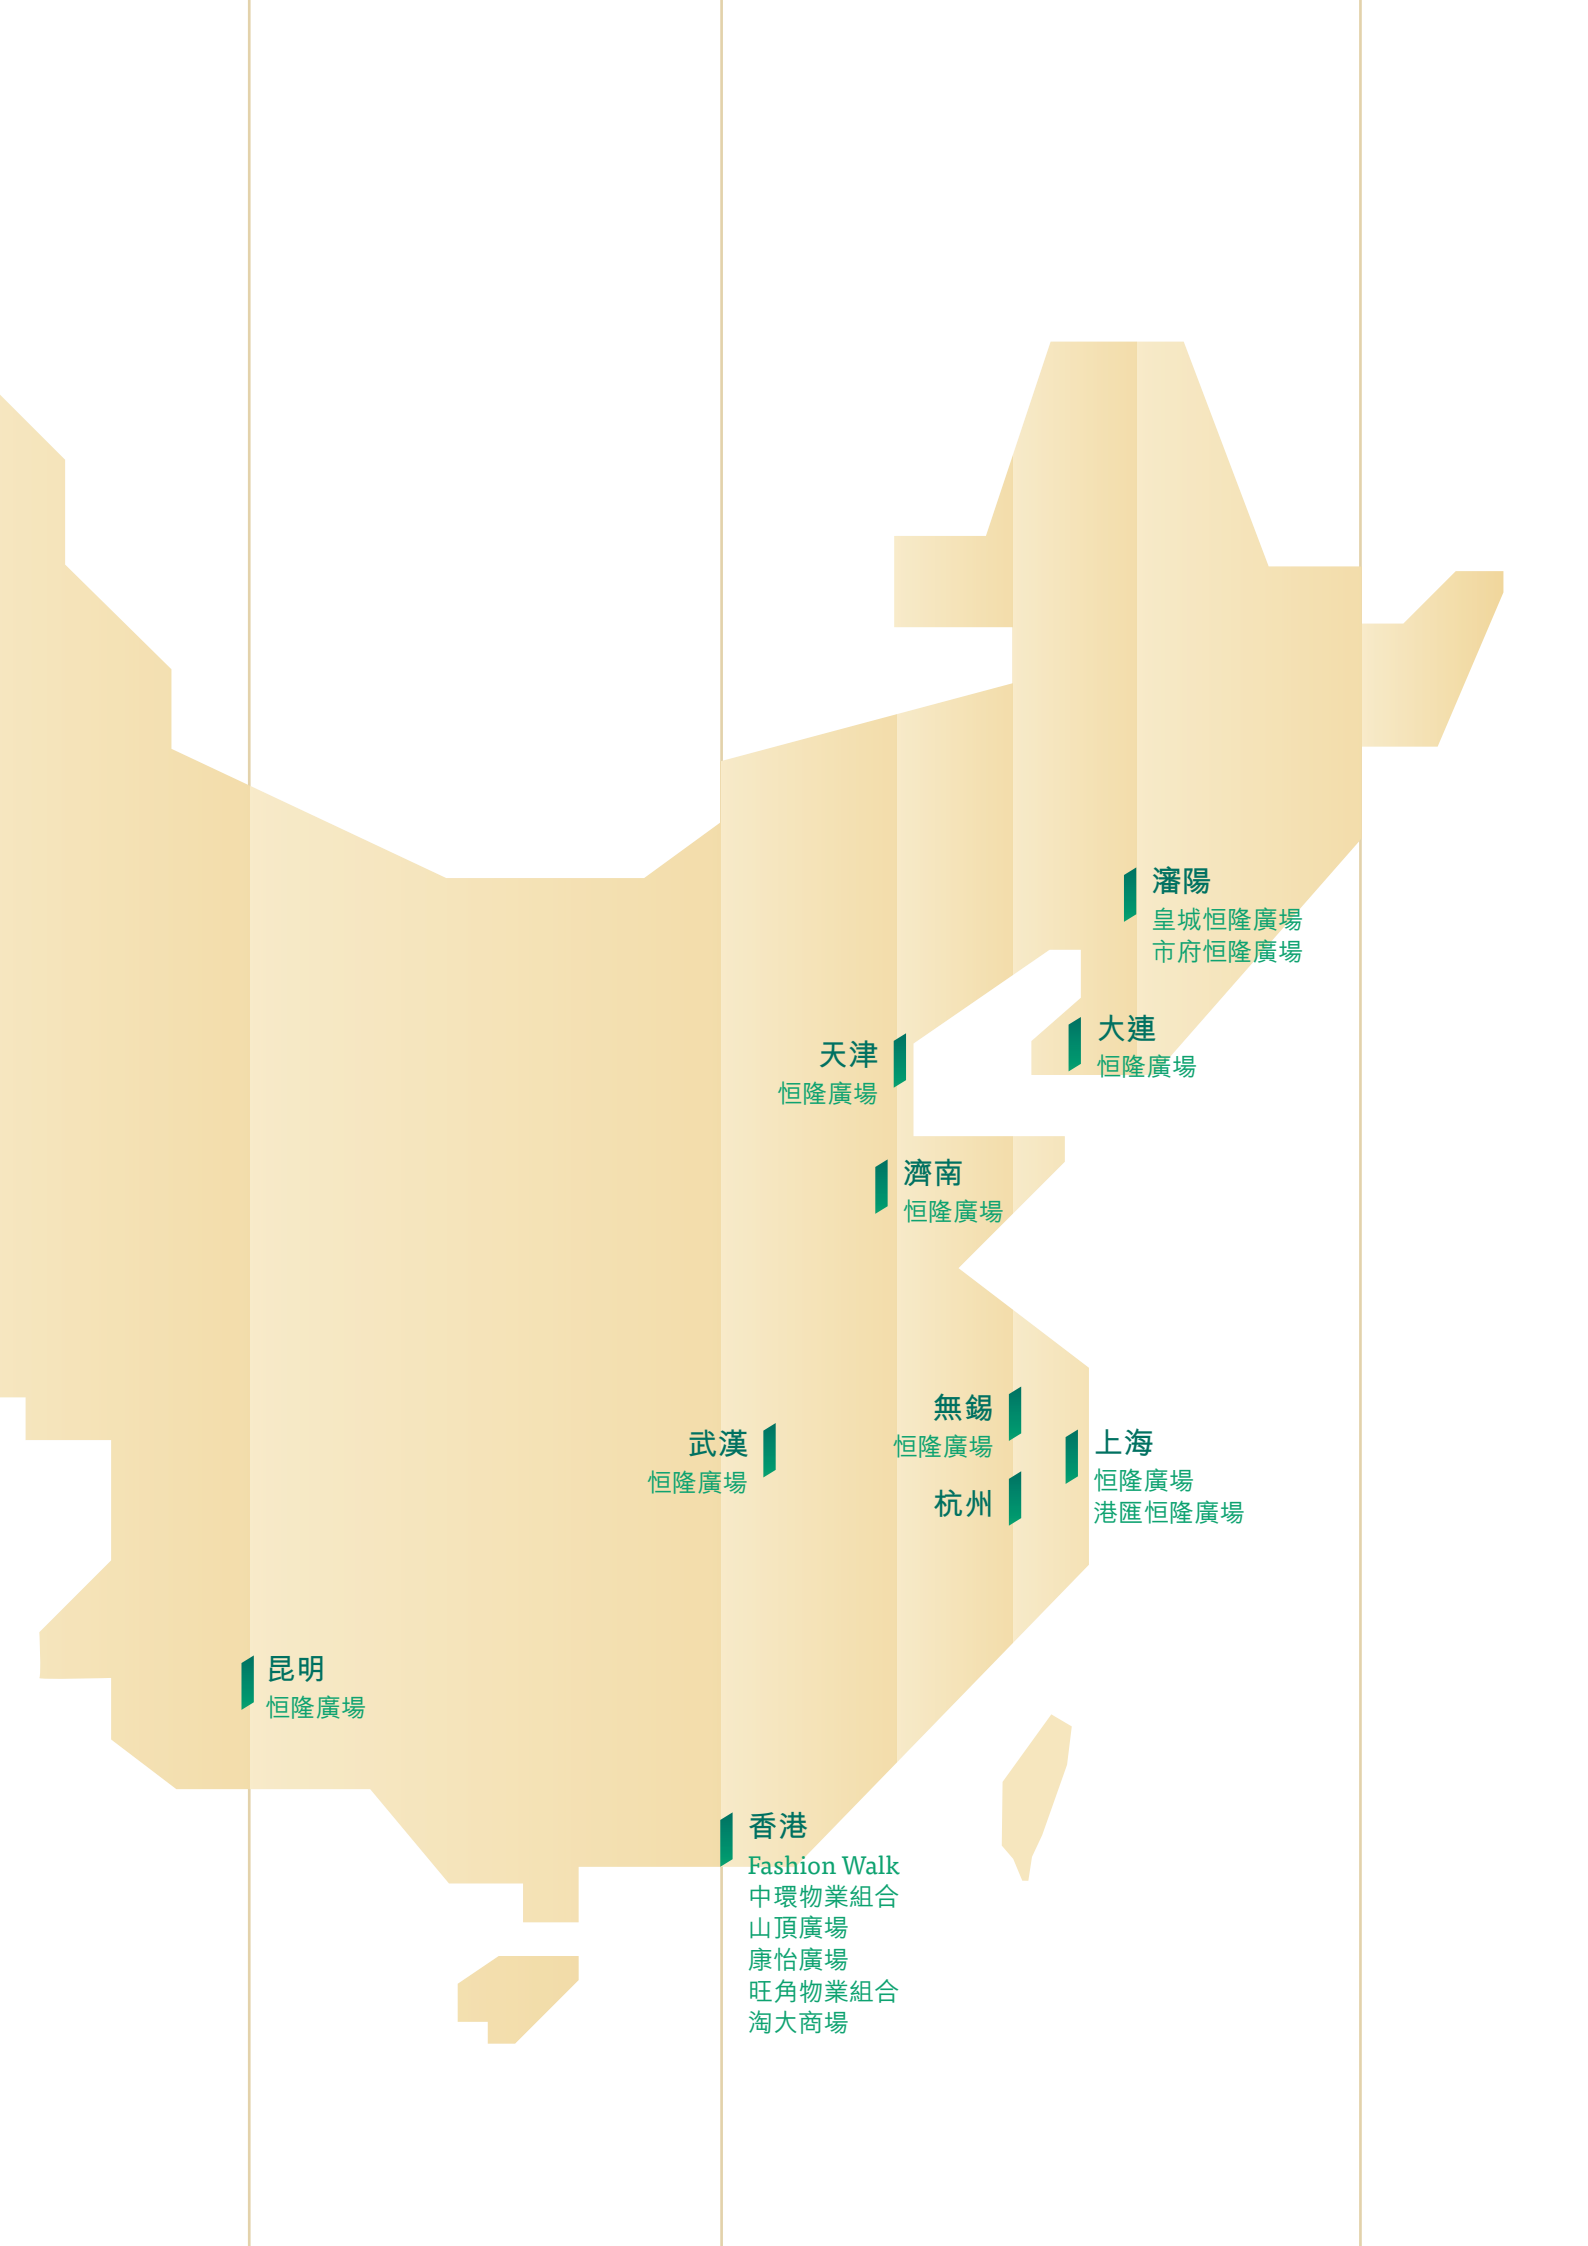 瀋陽
皇城恒隆廣場
市府恒隆廣場
大連
恒隆廣場
天津
恒隆廣場
濟南
恒隆廣場
無錫
恒隆廣場
武漢
恒隆廣場
上海
恒隆廣場
港匯恒隆廣場
杭州
昆明
恒隆廣場
香港
Fashion Walk
中環物業組合
山頂廣場
康怡廣場
旺角物業組合
淘大商場